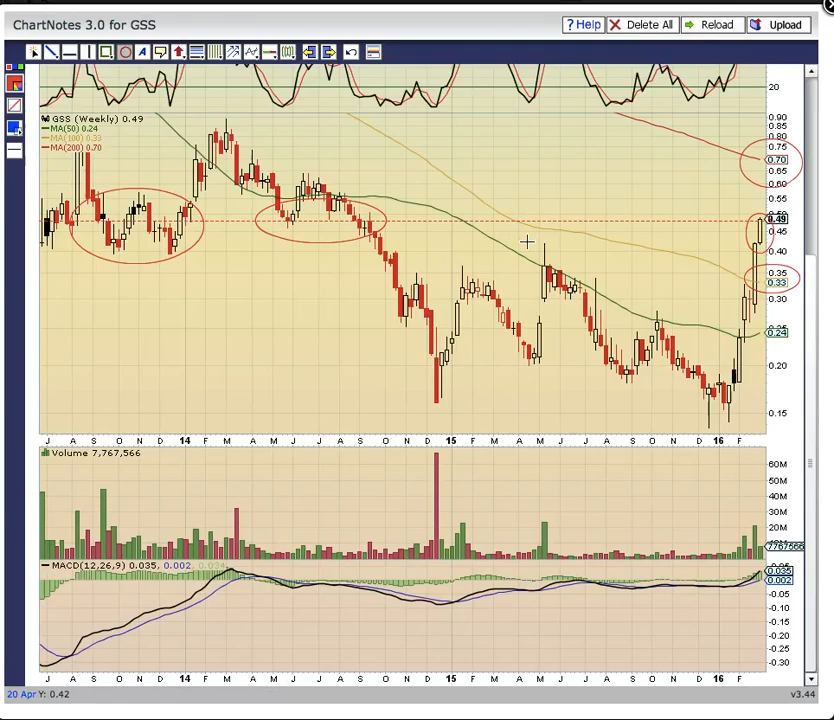 ChartNotes 3.0 for GSS
? Help
Delete All
Reload
Upload
A
20
GSS (Weekly) 0.49
MA(50) 0.24
MA(100) 0.33
MA(200) 0.70
0.90
0.85
0.80
0.75
0.70
0.65
0.60
0.55
0.49
0.45
0.40
0.35
0.33
0.30
0.24
0.20
0.15
J A S O N D 14 F M A M J J A S O N D 15 F M A M J J A S O N D 16 F
Volume 7,767,566
60M
50M
40M
30M
20M
7767566
MACD(12,26,9) 0.035, 0.002, 0.034
0.035
0.002
-0.05
-0.10
-0.15
-0.20
-0.25
-0.30
J A S O N D 14 F M A M J J A S O N D 15 F M A M J J A S O N D 16 F
20 Apr Y: 0.42
v3.44